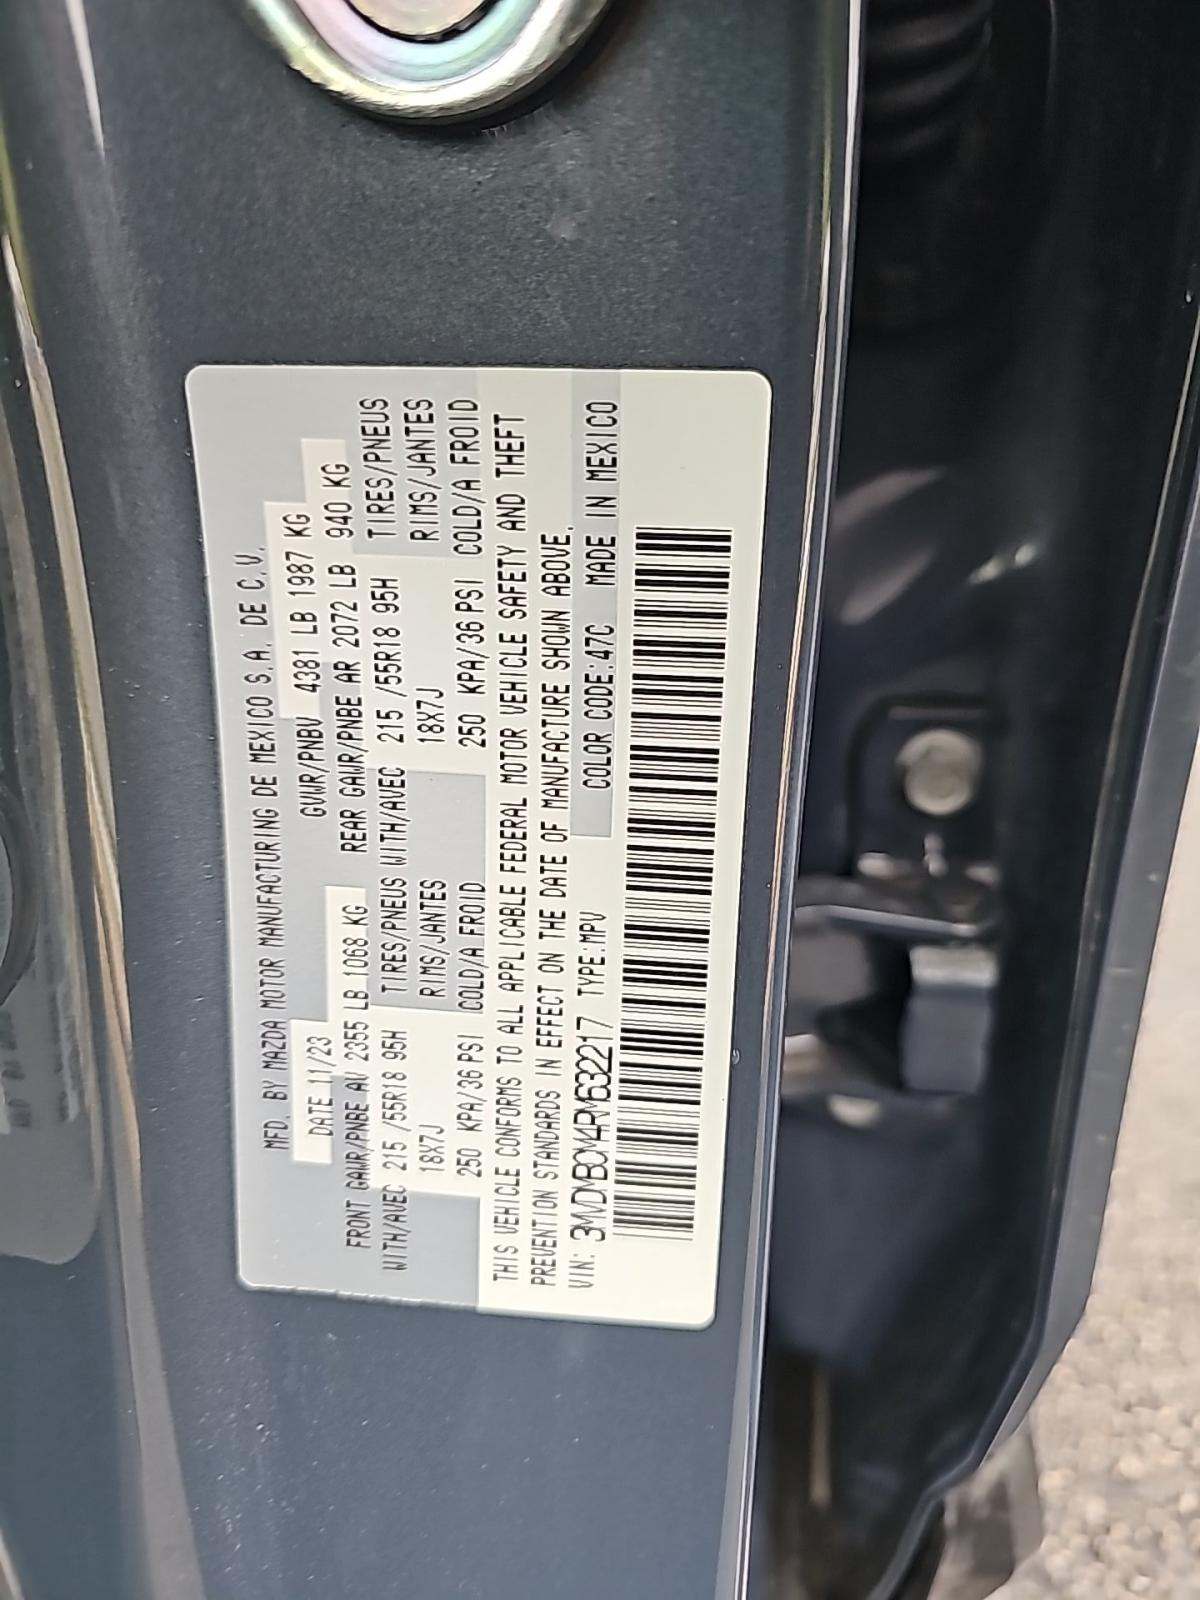 MFD. BY MAZDA MOTOR MANUFACTURING DE MEXICO S.A. DE C.V.
DATE 11/23 GVWR/PNBV 4381 LB 1987 KG
FRONT GAWR/PNBE AV 2355 LB 1068 KG REAR GAWR/PNBE AR 2072 LB 940 KG
WITH/AVEC 215 /55R18 95H TIRES/PNEUS WITH/AVEC 215 /55R18 95H TIRES/PNEUS
18X7J RIMS/JANTES 18X7J RIMS/JANTES
250 KPA/36 PSI COLD/A FROID 250 KPA/36 PSI COLD/A FROID
THIS VEHICLE CONFORMS TO ALL APPLICABLE FEDERAL MOTOR VEHICLE SAFETY AND THEFT
PREVENTION STANDARDS IN EFFECT ON THE DATE OF MANUFACTURE SHOWN ABOVE.
VIN: 3MVDMBCM4RM632217 TYPE:MPV COLOR CODE:47C MADE IN MEXICO